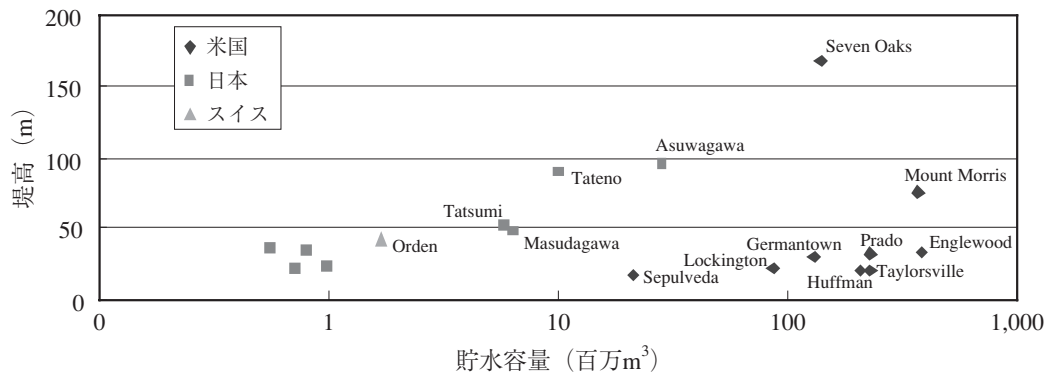 200
150
100
50
0
堤高（m）
米国
日本
スイス
Seven Oaks
Asuwagawa
Tateno
Mount Morris
Tatsumi
Orden
Masudagawa
Germantown
Prado
Englewood
Lockington
Sepulveda
Huffman
Taylorsville
0 1 10 100 1,000
貯水容量（百万m³）